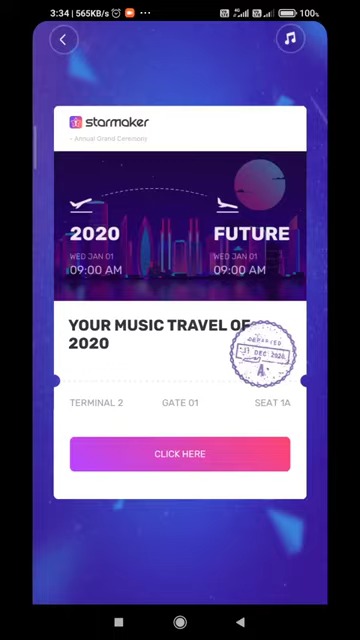 3:34 | 565KB/s 4G 100%
starmaker
- Annual Grand Ceremony
2020 FUTURE
WED JAN 01 WED JAN 01
09:00 AM 09:00 AM
YOUR MUSIC TRAVEL OF
2020
DEPARTED
31 DEC 2020
TERMINAL 2 GATE 01 SEAT 1A
CLICK HERE